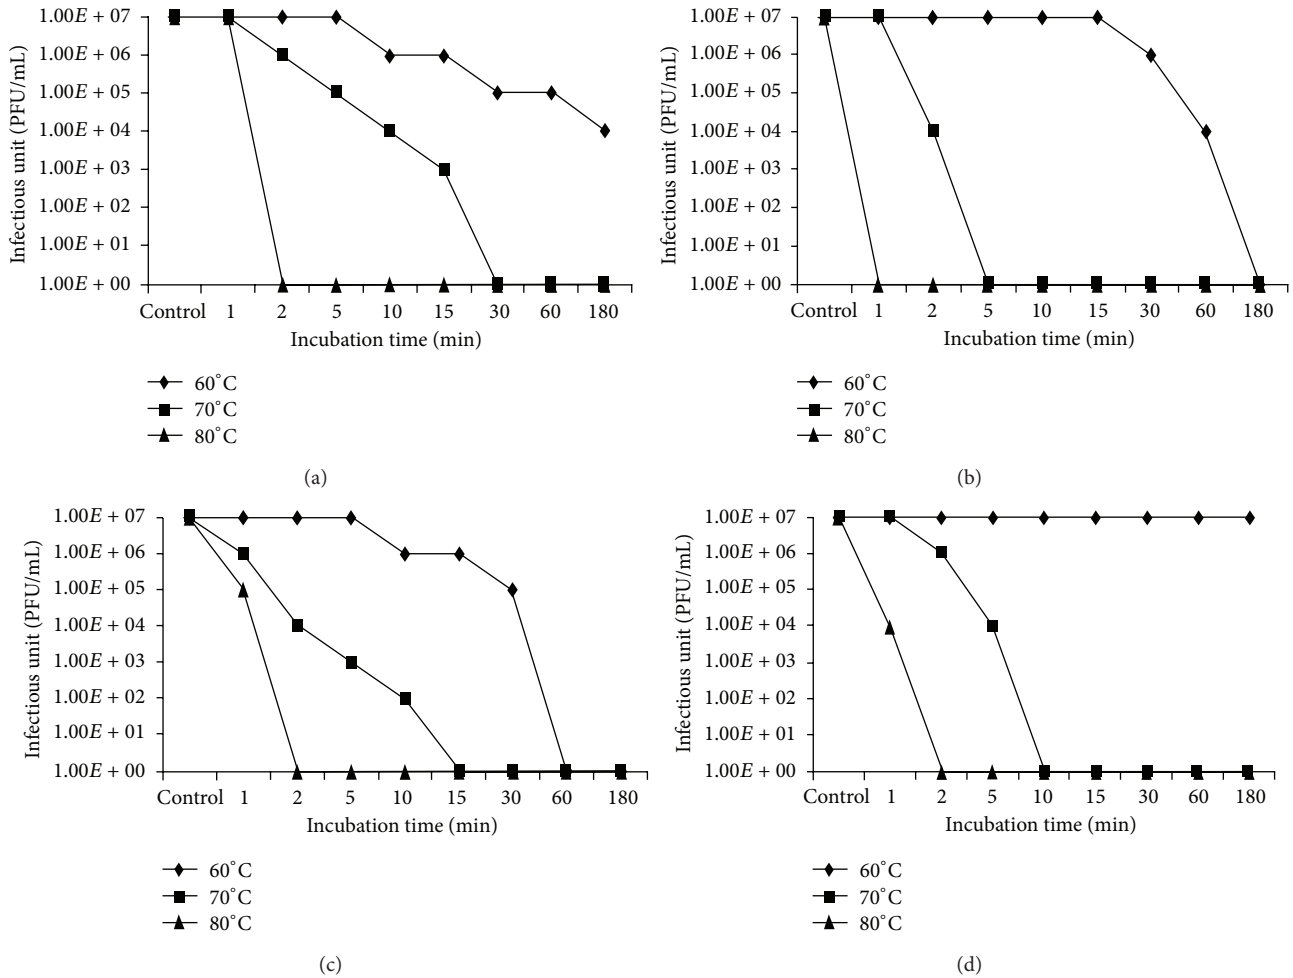 Infectious unit (PFU/mL)
1.00E + 07
1.00E + 06
1.00E + 05
1.00E + 04
1.00E + 03
1.00E + 02
1.00E + 01
1.00E + 00
Control 1 2 5 10 15 30 60 180
Incubation time (min)
60°C
70°C
80°C
(a)
Infectious unit (PFU/mL)
1.00E + 07
1.00E + 06
1.00E + 05
1.00E + 04
1.00E + 03
1.00E + 02
1.00E + 01
1.00E + 00
Control 1 2 5 10 15 30 60 180
Incubation time (min)
60°C
70°C
80°C
(b)
Infectious unit (PFU/mL)
1.00E + 07
1.00E + 06
1.00E + 05
1.00E + 04
1.00E + 03
1.00E + 02
1.00E + 01
1.00E + 00
Control 1 2 5 10 15 30 60 180
Incubation time (min)
60°C
70°C
80°C
(c)
Infectious unit (PFU/mL)
1.00E + 07
1.00E + 06
1.00E + 05
1.00E + 04
1.00E + 03
1.00E + 02
1.00E + 01
1.00E + 00
Control 1 2 5 10 15 30 60 180
Incubation time (min)
60°C
70°C
80°C
(d)